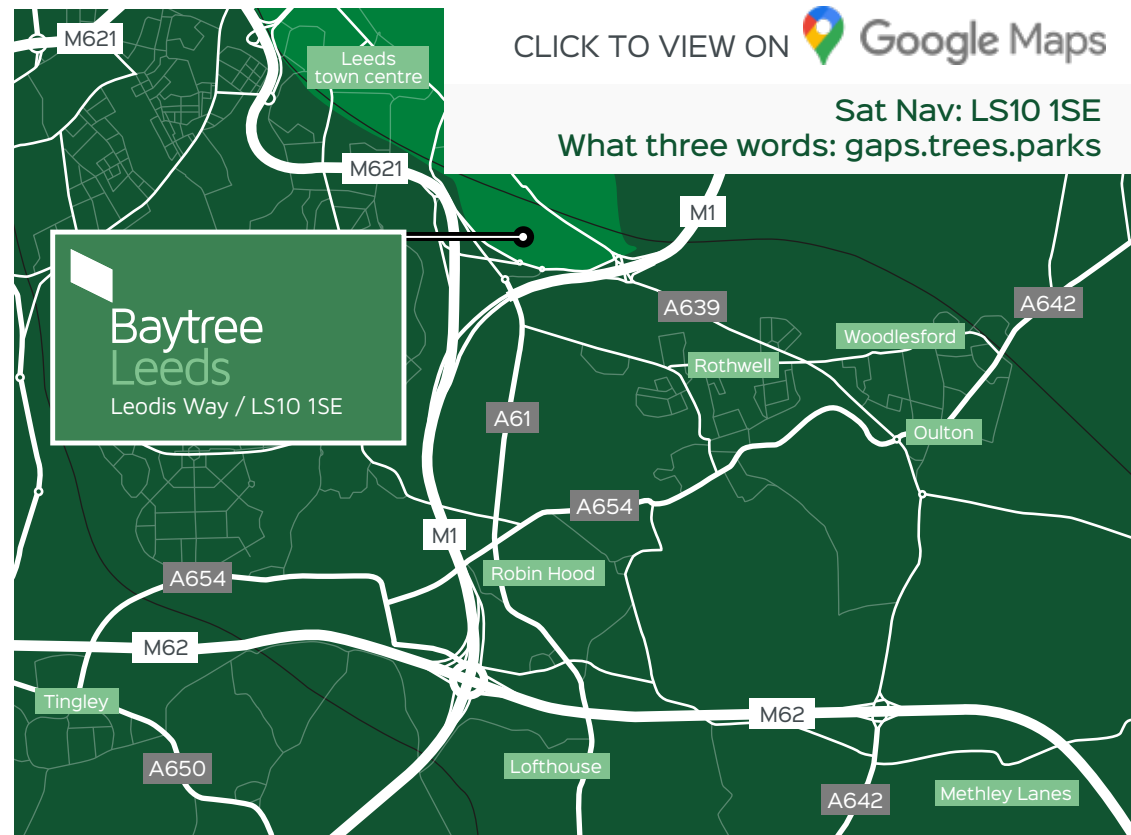 CLICK TO VIEW ON Google Maps
Sat Nav: LS10 1SE
What three words: gaps.trees.parks
M621
Leeds
town centre
M621
M1
Baytree
Leeds
Leodis Way / LS10 1SE
A639
A642
Woodlesford
Rothwell
A61
Oulton
A654
M1
Robin Hood
A654
M62
Tingley
M62
A650
Lofthouse
A642
Methley Lanes